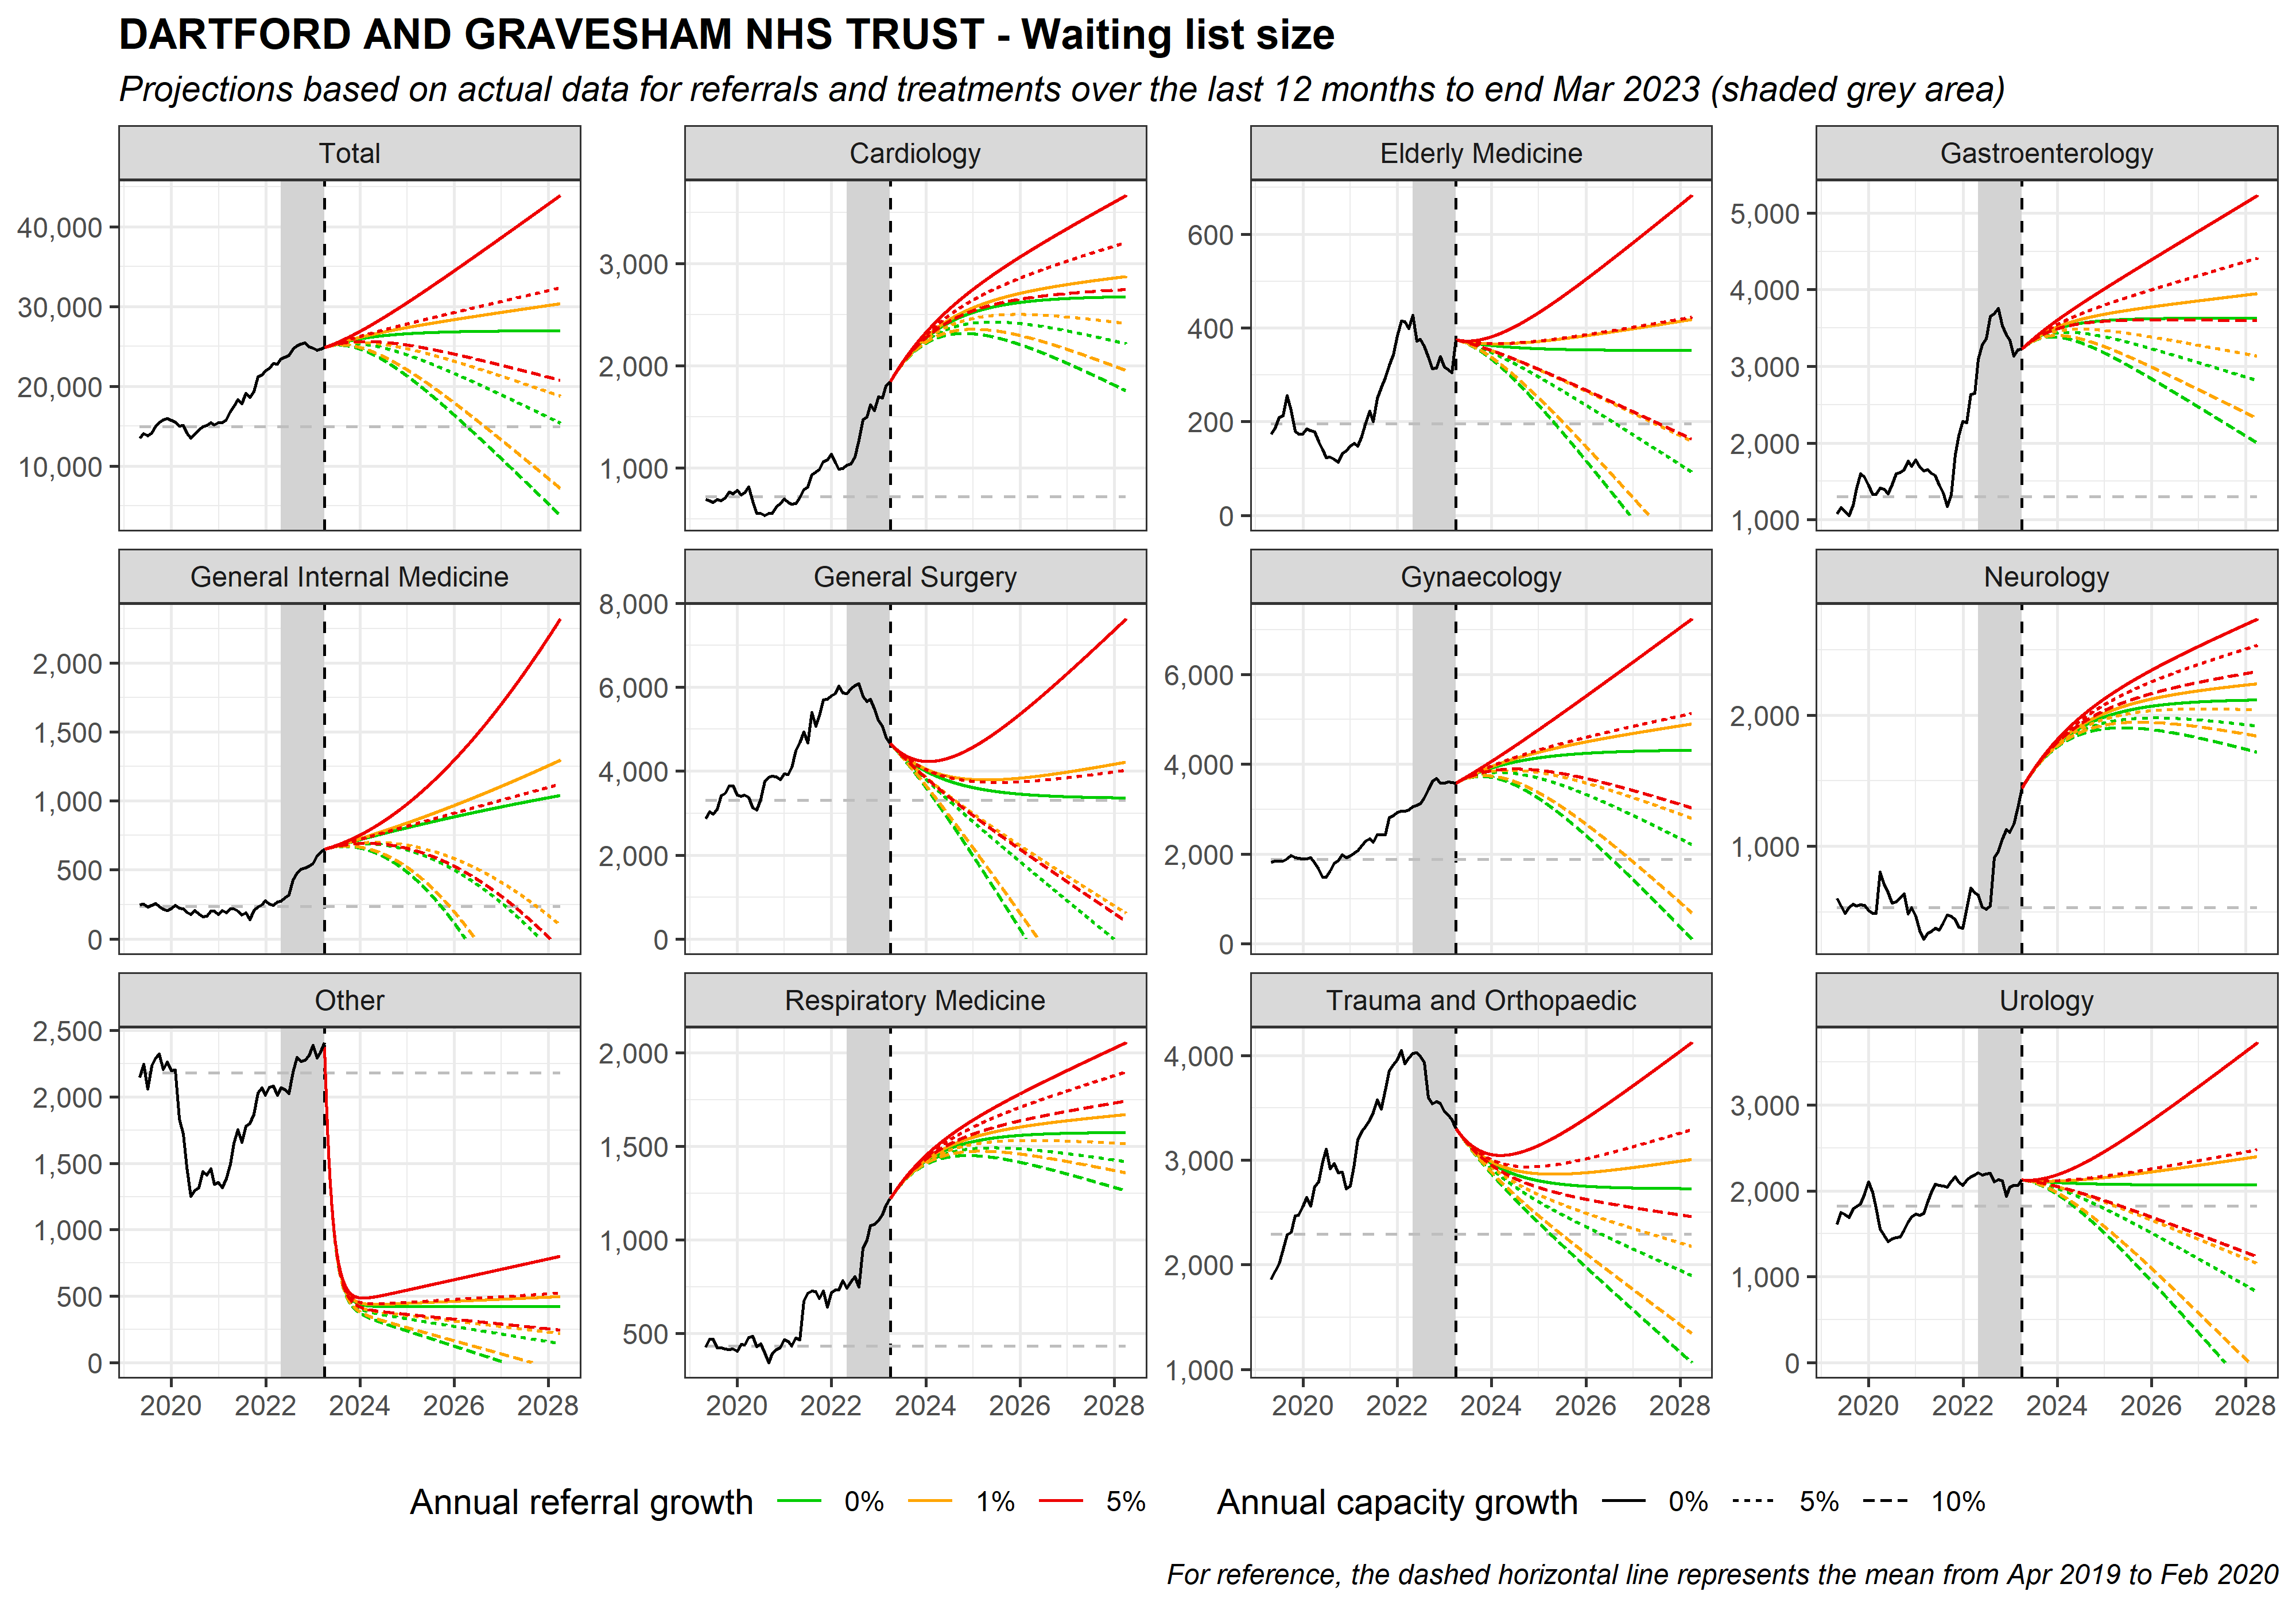 DARTFORD AND GRAVESHAM NHS TRUST - Waiting list size
Projections based on actual data for referrals and treatments over the last 12 months to end Mar 2023 (shaded grey area)
Total
Cardiology
Elderly Medicine
Gastroenterology
40,000
30,000
20,000
10,000
3,000
2,000
1,000
600
400
200
0
5,000
4,000
3,000
2,000
1,000
General Internal Medicine
General Surgery
Gynaecology
Neurology
2,000
1,500
1,000
500
0
8,000
6,000
4,000
2,000
0
6,000
4,000
2,000
0
2,000
1,000
Other
Respiratory Medicine
Trauma and Orthopaedic
Urology
2,500
2,000
1,500
1,000
500
0
2,000
1,500
1,000
500
4,000
3,000
2,000
1,000
3,000
2,000
1,000
0
2020 2022 2024 2026 2028
2020 2022 2024 2026 2028
2020 2022 2024 2026 2028
2020 2022 2024 2026 2028
Annual referral growth 0% 1% 5%
Annual capacity growth 0% 5% 10%
For reference, the dashed horizontal line represents the mean from Apr 2019 to Feb 2020